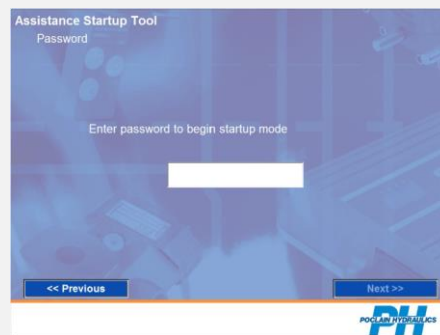 Assistance Startup Tool
Password
Enter password to begin startup mode
<< Previous
Next >>
POCLAIN HYDRAULICS
PH